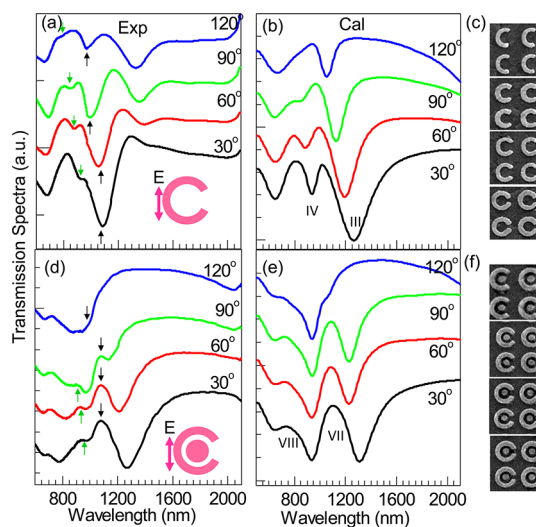 (a) Exp
120°
90°
60°
30°
E
(b) Cal
120°
90°
60°
30°
IV III
(c)
Transmission Spectra (a.u.)
(d)
120°
90°
60°
30°
E
(e)
120°
90°
60°
30°
VIII VII
(f)
800 1200 1600 2000
800 1200 1600 2000
Wavelength (nm)
Wavelength (nm)